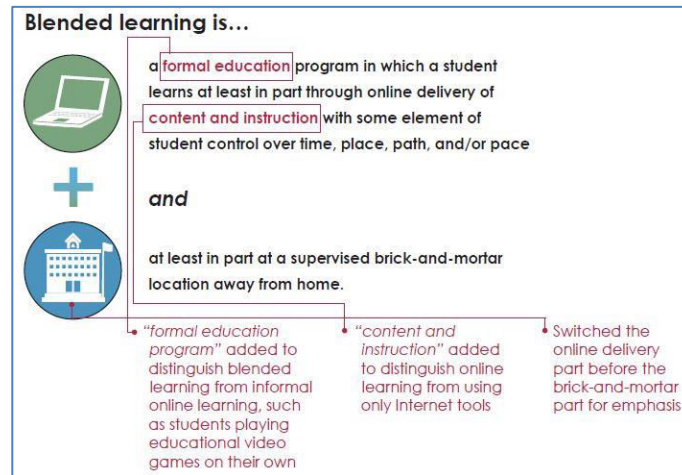 Blended learning is...
a formal education program in which a student
learns at least in part through online delivery of
content and instruction with some element of
student control over time, place, path, and/or pace
+
and
at least in part at a supervised brick-and-mortar
location away from home.
"formal education
program" added to
distinguish blended
learning from informal
online learning, such
as students playing
educational video
games on their own
"content and
instruction" added
to distinguish online
learning from using
only Internet tools
Switched the
online delivery
part before the
brick-and-mortar
part for emphasis